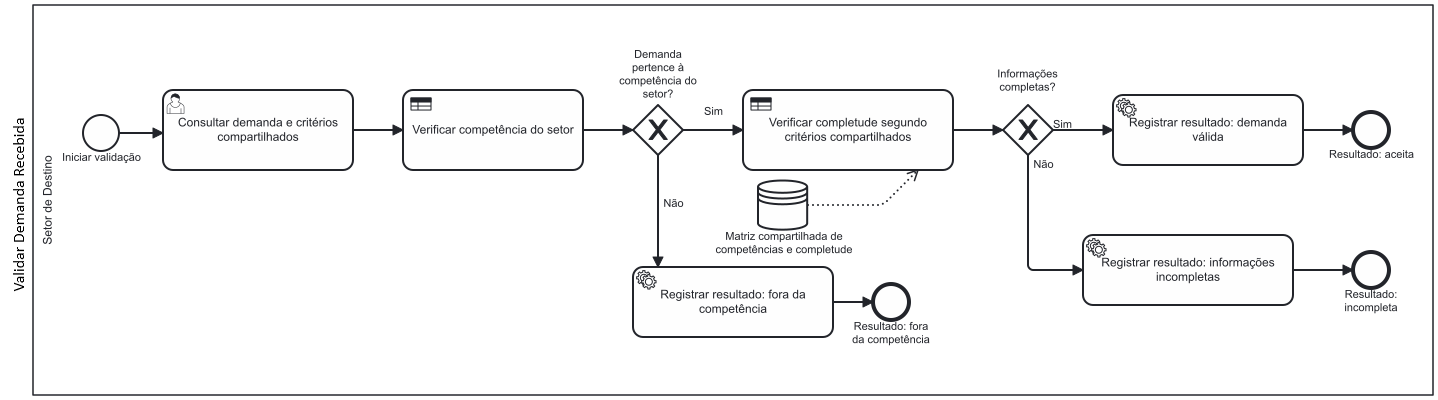 Validar Demanda Recebida
Setor de Destino
Iniciar validação
Consultar demanda e critérios
compartilhados
Verificar competência do setor
Demanda
pertence à
competência do
setor?
Sim
Não
Verificar completude segundo
critérios compartilhados
Matriz compartilhada de
competências e completude
Registrar resultado: fora da
competência
Resultado: fora
da competência
Informações
completas?
Sim
Não
Registrar resultado: demanda
válida
Resultado: aceita
Registrar resultado: informações
incompletas
Resultado:
incompleta